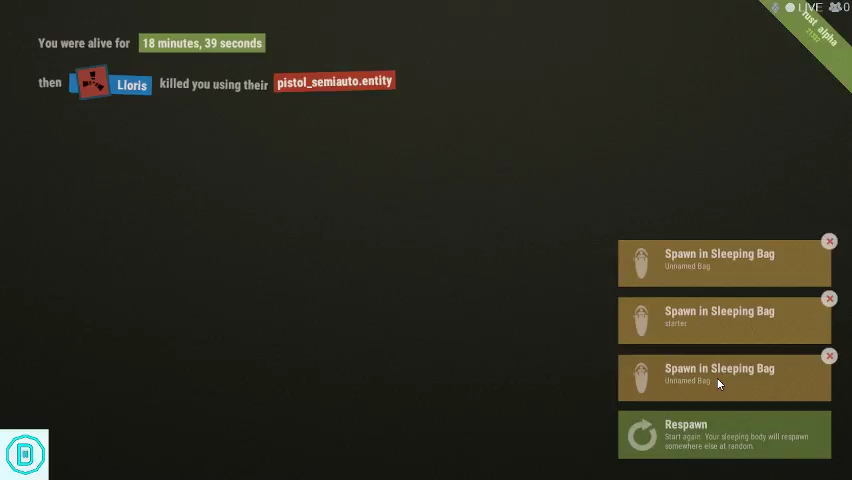 LIVE 0
rust alpha
You were alive for 18 minutes, 39 seconds
then Lloris killed you using their pistol_semiauto.entity
Spawn in Sleeping Bag
Unnamed Bag
Spawn in Sleeping Bag
starter
Spawn in Sleeping Bag
Unnamed Bag
Respawn
Start again. Your sleeping body will respawn
somewhere else at random.